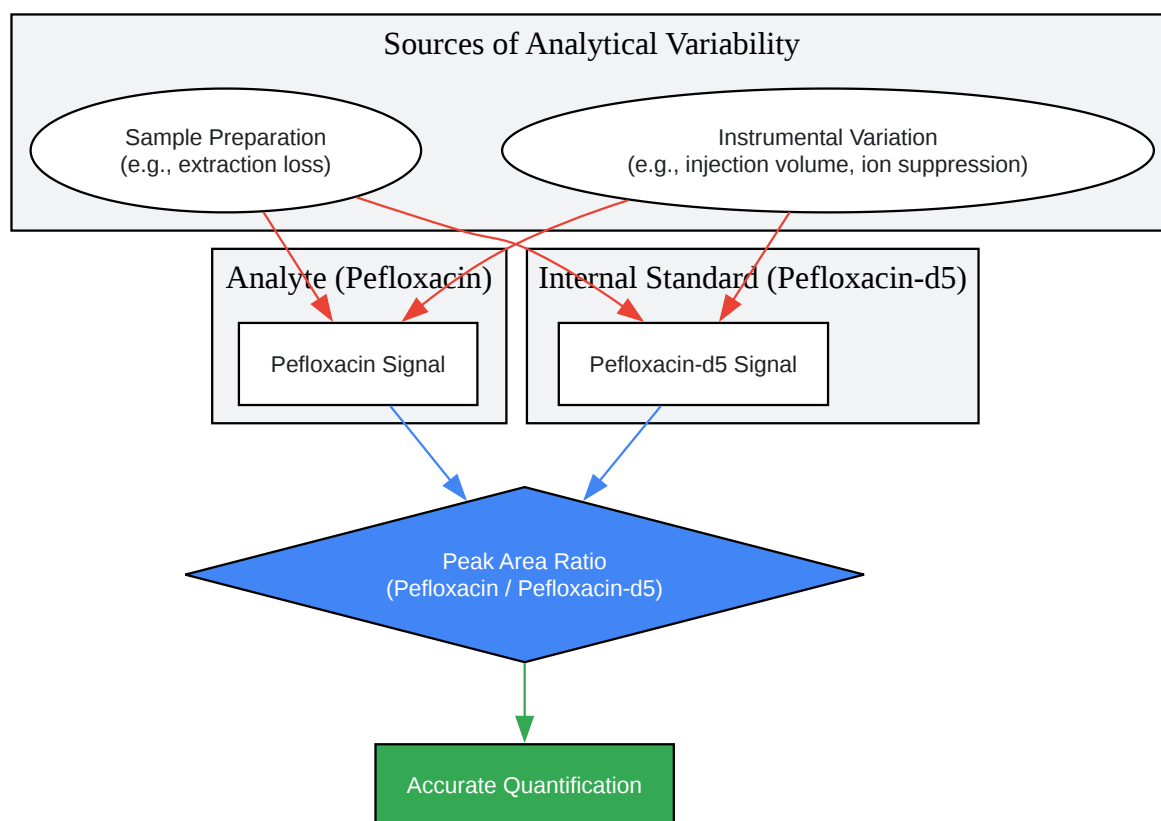 Sources of Analytical Variability
Sample Preparation
(e.g., extraction loss)
Instrumental Variation
(e.g., injection volume, ion suppression)
Analyte (Pefloxacin)
Internal Standard (Pefloxacin-d5)
Pefloxacin Signal
Pefloxacin-d5 Signal
Peak Area Ratio
(Pefloxacin / Pefloxacin-d5)
Accurate Quantification